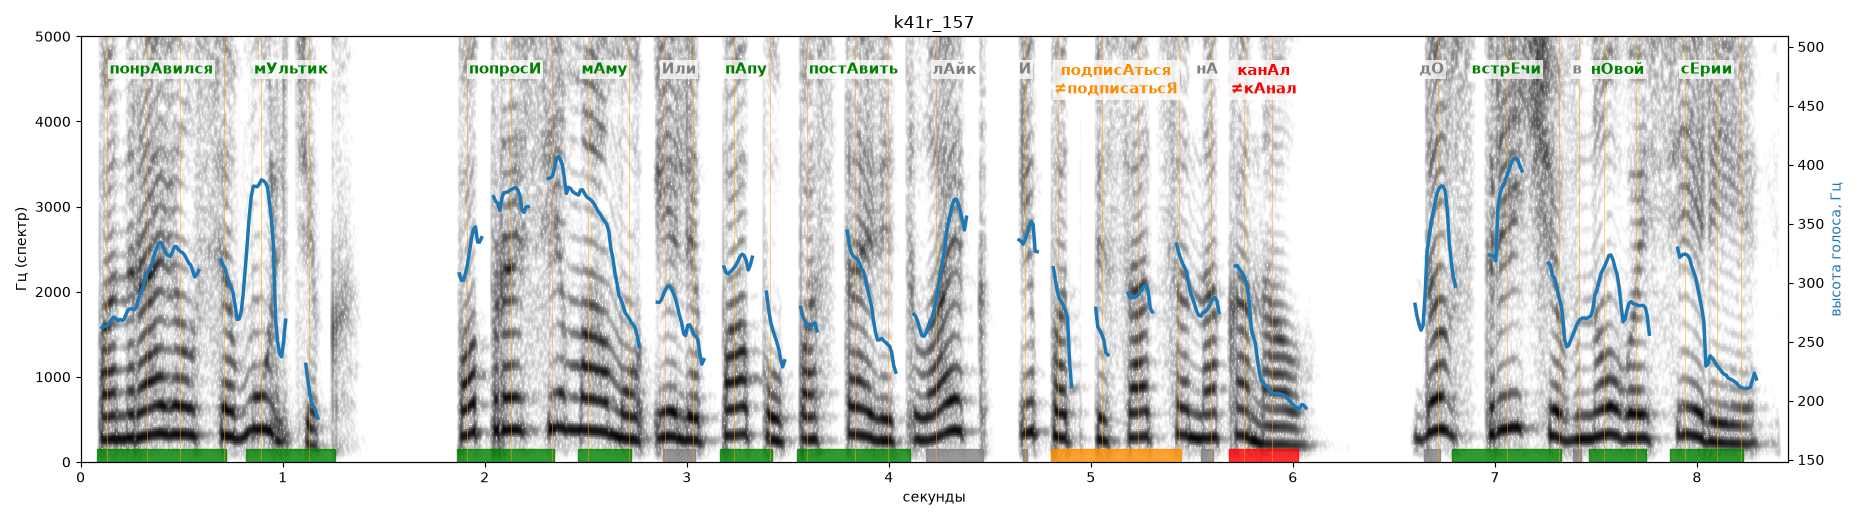 k41r_157
понрАвился мУльтик попросИ мАму Или пАпу постАвить лАйк И подписАться нА канАл дО встрЕчи в нОвой сЕрии
≠подписатьсЯ ≠кАнал
Гц (спектр)
5000
4000
3000
2000
1000
0
высота голоса, Гц
500
450
400
350
300
250
200
150
0 1 2 3 4 5 6 7 8
секунды